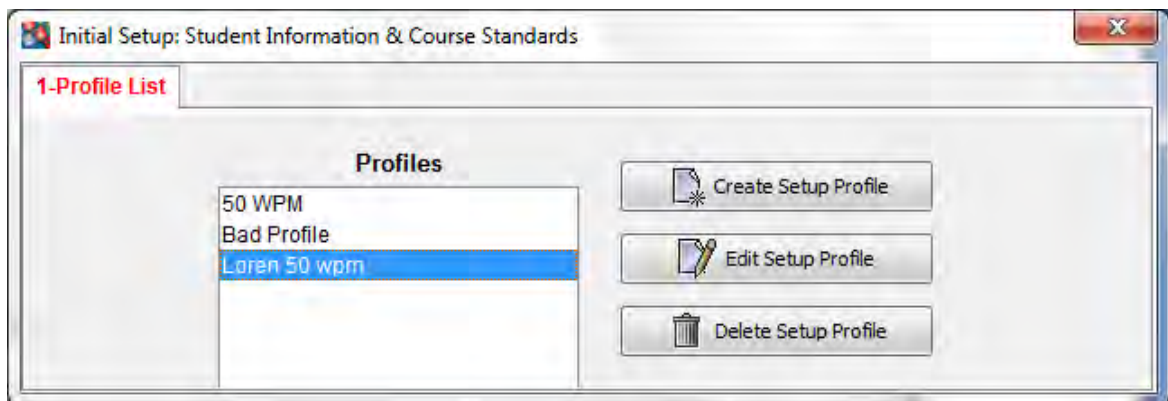 Initial Setup: Student Information & Course Standards
1-Profile List
Profiles
50 WPM
Bad Profile
Loren 50 wpm
Create Setup Profile
Edit Setup Profile
Delete Setup Profile